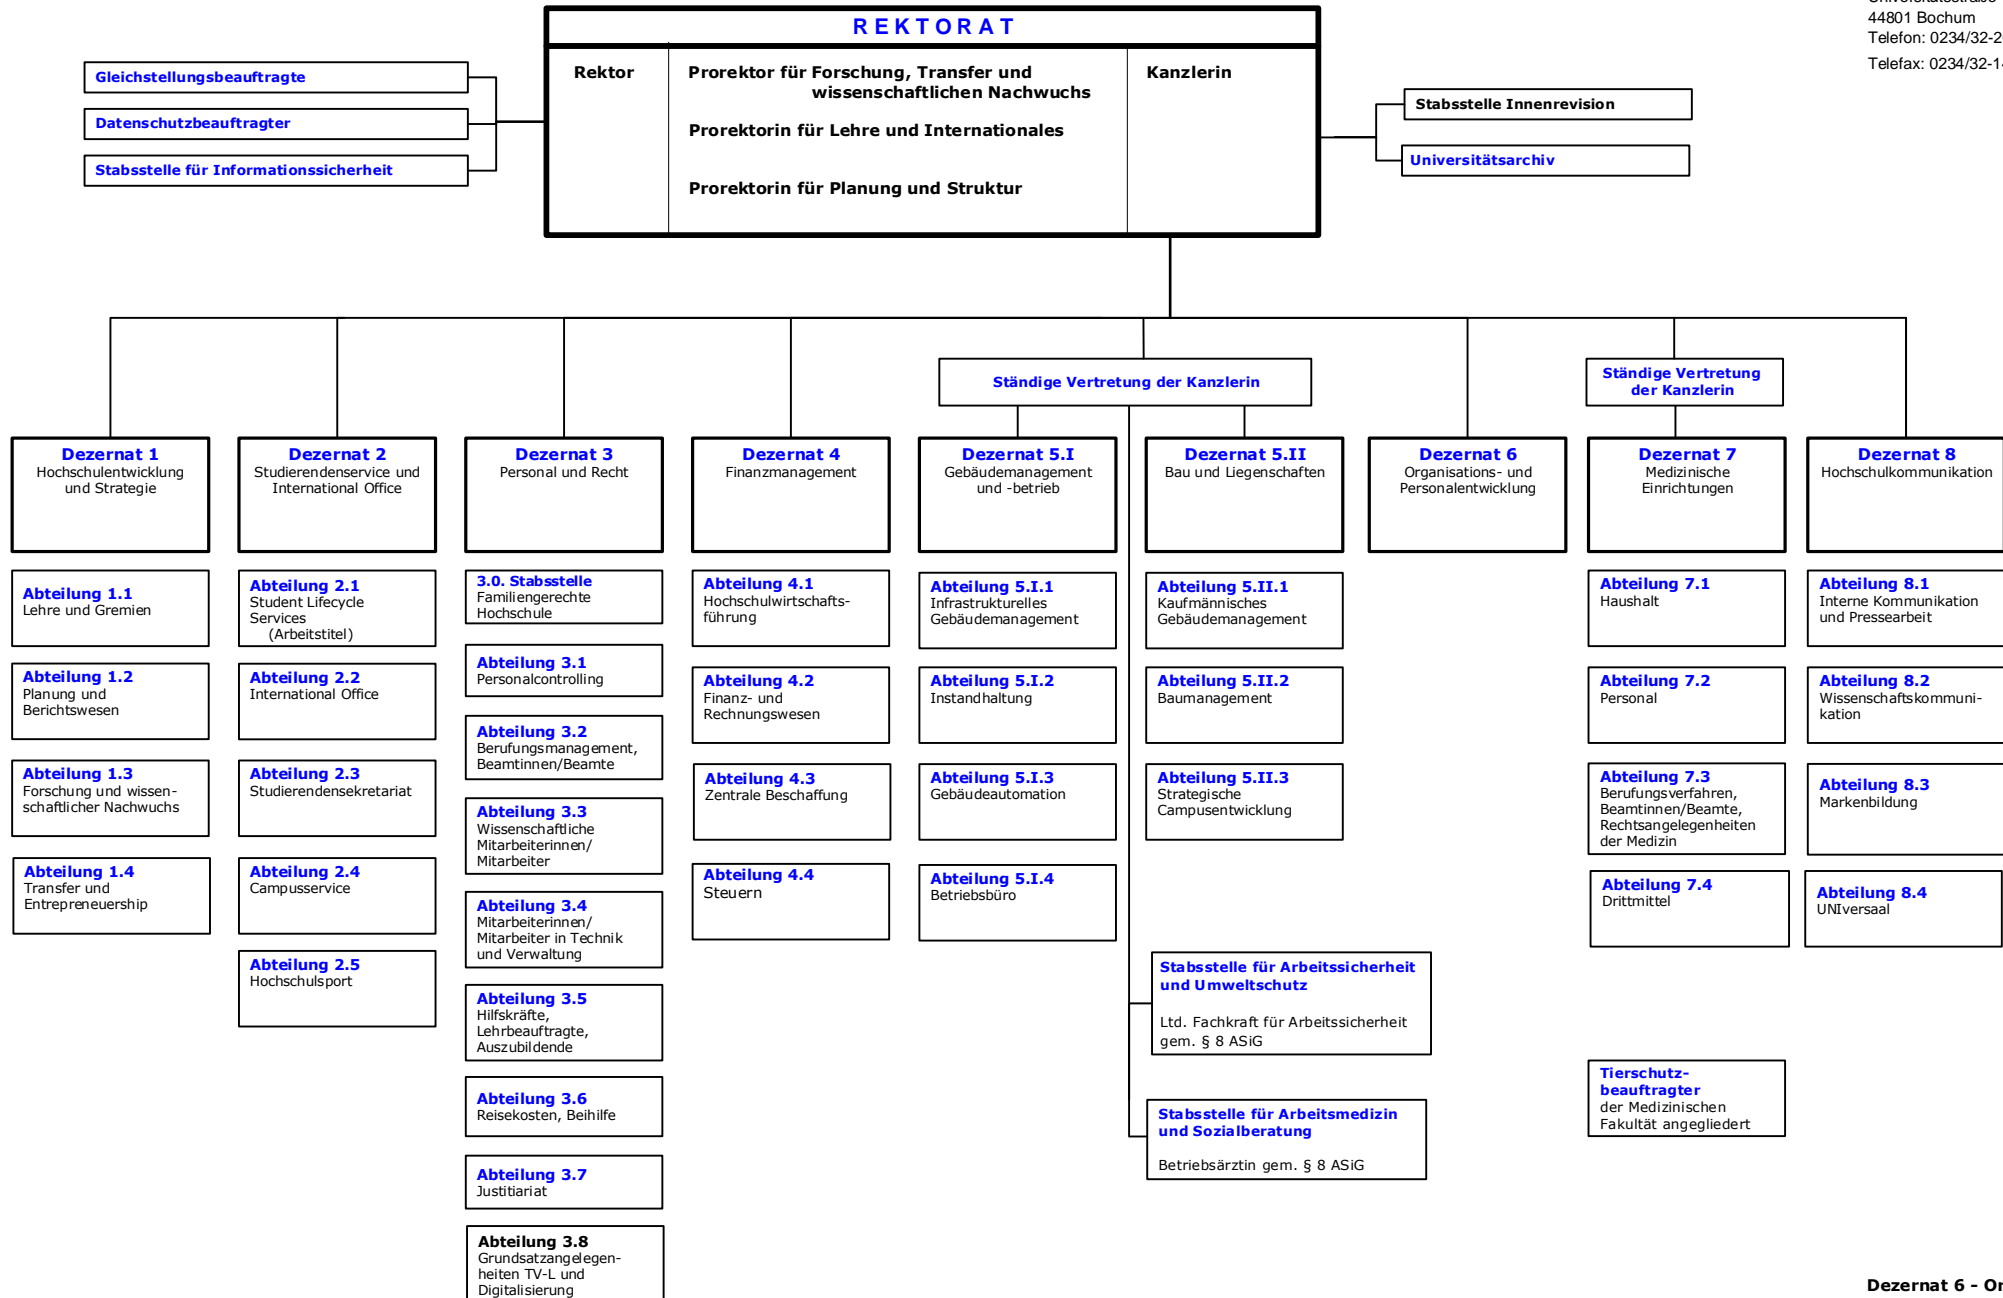 Universitätsstraße
44801 Bochum
Telefon: 0234/32-2
Telefax: 0234/32-1
REKTORAT
Rektor
Prorektor für Forschung, Transfer und
wissenschaftlichen Nachwuchs
Prorektorin für Lehre und Internationales
Prorektorin für Planung und Struktur
Kanzlerin
Gleichstellungsbeauftragte
Datenschutzbeauftragter
Stabsstelle für Informationssicherheit
Stabsstelle Innenrevision
Universitätsarchiv
Ständige Vertretung der Kanzlerin
Ständige Vertretung
der Kanzlerin
Dezernat 1
Hochschulentwicklung
und Strategie
Dezernat 2
Studierendenservice und
International Office
Dezernat 3
Personal und Recht
Dezernat 4
Finanzmanagement
Dezernat 5.I
Gebäudemanagement
und -betrieb
Dezernat 5.II
Bau und Liegenschaften
Dezernat 6
Organisations- und
Personalentwicklung
Dezernat 7
Medizinische
Einrichtungen
Dezernat 8
Hochschulkommunikation
Abteilung 1.1
Lehre und Gremien
Abteilung 1.2
Planung und
Berichtswesen
Abteilung 1.3
Forschung und wissen-
schaftlicher Nachwuchs
Abteilung 1.4
Transfer und
Entrepreneuership
Abteilung 2.1
Student Lifecycle
Services
(Arbeitstitel)
Abteilung 2.2
International Office
Abteilung 2.3
Studierendensekretariat
Abteilung 2.4
Campusservice
Abteilung 2.5
Hochschulsport
3.0. Stabsstelle
Familiengerechte
Hochschule
Abteilung 3.1
Personalcontrolling
Abteilung 3.2
Berufungsmanagement,
Beamtinnen/Beamte
Abteilung 3.3
Wissenschaftliche
Mitarbeiterinnen/
Mitarbeiter
Abteilung 3.4
Mitarbeiterinnen/
Mitarbeiter in Technik
und Verwaltung
Abteilung 3.5
Hilfskräfte,
Lehrbeauftragte,
Auszubildende
Abteilung 3.6
Reisekosten, Beihilfe
Abteilung 3.7
Justitiariat
Abteilung 3.8
Grundsatzangelegen-
heiten TV-L und
Digitalisierung
Abteilung 4.1
Hochschulwirtschafts-
führung
Abteilung 4.2
Finanz- und
Rechnungswesen
Abteilung 4.3
Zentrale Beschaffung
Abteilung 4.4
Steuern
Abteilung 5.I.1
Infrastrukturelles
Gebäudemanagement
Abteilung 5.I.2
Instandhaltung
Abteilung 5.I.3
Gebäudeautomation
Abteilung 5.I.4
Betriebsbüro
Abteilung 5.II.1
Kaufmännisches
Gebäudemanagement
Abteilung 5.II.2
Baumanagement
Abteilung 5.II.3
Strategische
Campusentwicklung
Stabsstelle für Arbeitssicherheit
und Umweltschutz
Ltd. Fachkraft für Arbeitssicherheit
gem. § 8 ASiG
Stabsstelle für Arbeitsmedizin
und Sozialberatung
Betriebsärztin gem. § 8 ASiG
Abteilung 7.1
Haushalt
Abteilung 7.2
Personal
Abteilung 7.3
Berufungsverfahren,
Beamtinnen/Beamte,
Rechtsangelegenheiten
der Medizin
Abteilung 7.4
Drittmittel
Tierschutz-
beauftragter
der Medizinischen
Fakultät angegliedert
Abteilung 8.1
Interne Kommunikation
und Pressearbeit
Abteilung 8.2
Wissenschaftskommuni-
kation
Abteilung 8.3
Markenbildung
Abteilung 8.4
UNIversaal
Dezernat 6 - Or